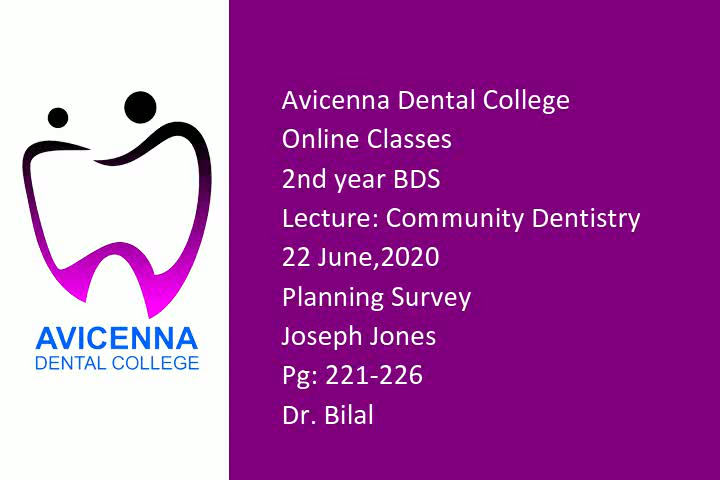 AVICENNA
DENTAL COLLEGE
Avicenna Dental College
Online Classes
2nd year BDS
Lecture: Community Dentistry
22 June,2020
Planning Survey
Joseph Jones
Pg: 221-226
Dr. Bilal